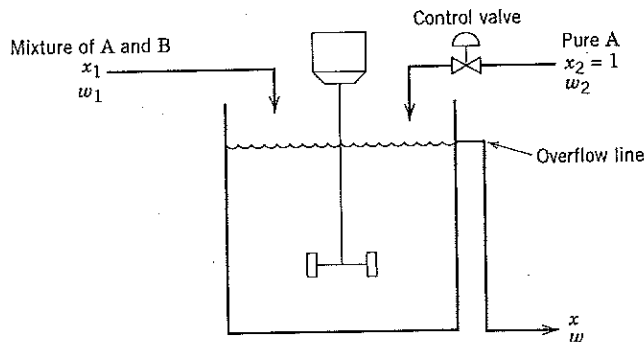 Control valve
Mixture of A and B
x₁
w₁
Pure A
x₂ = 1
w₂
Overflow line
x
w